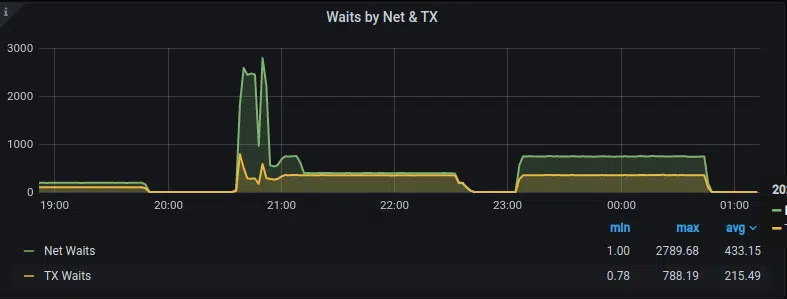 i
Waits by Net & TX
3000
2000
1000
0
19:00 20:00 21:00 22:00 23:00 00:00 01:00
20
min max avg
Net Waits 1.00 2789.68 433.15
TX Waits 0.78 788.19 215.49